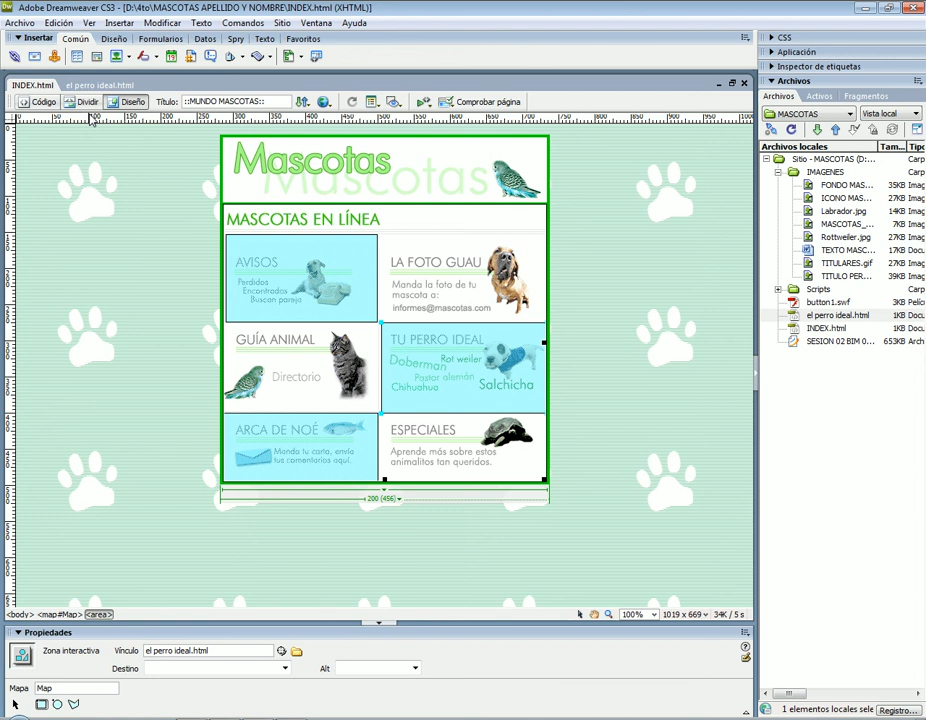 Adobe Dreamweaver CS3 - [D:\4to\MASCOTAS APELLIDO Y NOMBRE\INDEX.html (XHTML)]
Archivo Edición Ver Insertar Modificar Texto Comandos Sitio Ventana Ayuda
Insertar Común Diseño Formularios Datos Spry Texto Favoritos
INDEX.html el perro ideal.html
Código Dividir Diseño Título: ::MUNDO MASCOTAS:: Comprobar página
Mascotas
Mascotas
MASCOTAS EN LÍNEA
AVISOS
Perdidos
Encontrados
Buscan pareja
LA FOTO GUAU
Manda la foto de tu
mascota a:
informes@mascotas.com
GUÍA ANIMAL
Directorio
TU PERRO IDEAL
Doberman Rot weiler
Pastor alemán
Chihuahua Salchicha
ARCA DE NOÉ
Manda tu carta, envía
tus comentarios aquí.
ESPECIALES
Aprende más sobre estos
animalitos tan queridos.
200 (456)
<body> <map#Map> <area>
100% 1019 x 669 34K / 5 s
Propiedades
Zona interactiva Vínculo el perro ideal.html
Destino Alt
Mapa Map
CSS
Aplicación
Inspector de etiquetas
Archivos
Archivos Activos Fragmentos
MASCOTAS Vista local
Archivos locales Tam... Tipo
Sitio - MASCOTAS (D:... Carp
IMAGENES Carp
FONDO MAS... 35KB Imag
ICONO MAS... 27KB Imag
Labrador.jpg 14KB Imag
MASCOTAS_... 7KB Imag
Rottweiler.jpg 27KB Imag
TEXTO MASC... 20KB Docu
TITULARES.gif 27KB Imag
TITULO PER... 39KB Imag
Scripts Carp
button1.swf 3KB Pelíc
el perro ideal.html 1KB Docu
INDEX.html 1KB Docu
SESION 02 BIM 0... 653KB Arch
1 elementos locales sele Registro...